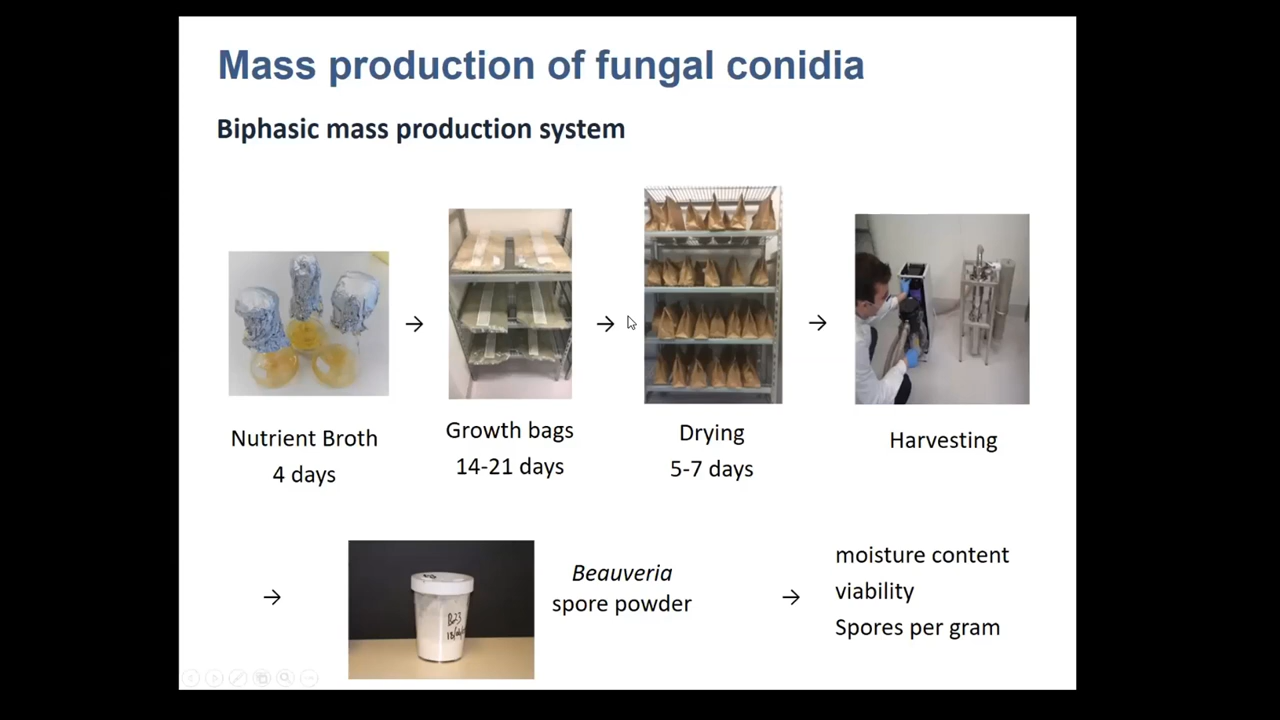 Mass production of fungal conidia
Biphasic mass production system
Nutrient Broth
4 days
Growth bags
14-21 days
Drying
5-7 days
Harvesting
Beauveria
spore powder
moisture content
viability
Spores per gram